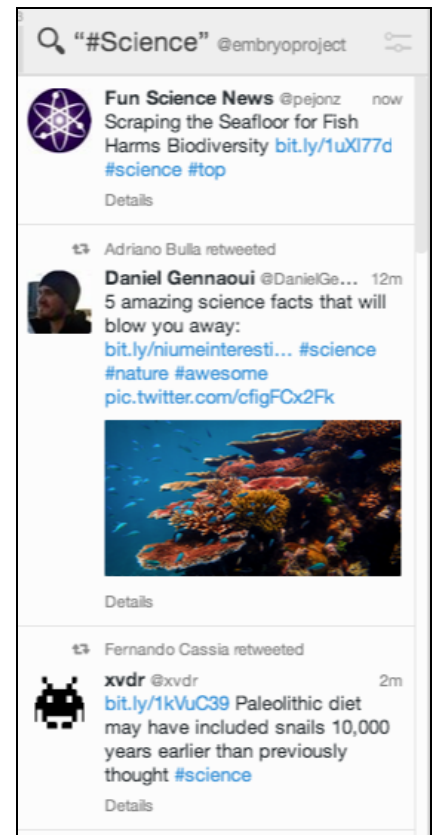 “#Science” @embryoproject
Fun Science News @pejonz now
Scraping the Seafloor for Fish
Harms Biodiversity bit.ly/1uXl77d
#science #top
Details
Adriano Bulla retweeted
Daniel Gennaoui @DanielGe... 12m
5 amazing science facts that will
blow you away:
bit.ly/niumeinteresti... #science
#nature #awesome
pic.twitter.com/cfigFCx2Fk
Details
Fernando Cassia retweeted
xvdr @xvdr 2m
bit.ly/1kVuC39 Paleolithic diet
may have included snails 10,000
years earlier than previously
thought #science
Details